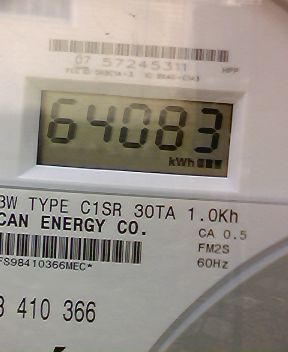 07 57245311
64083
kWh
3W TYPE C1SR 30TA 1.0Kh
CAN ENERGY CO.
CA 0.5
FM2S
60Hz
FS98410366MEC*
8 410 366